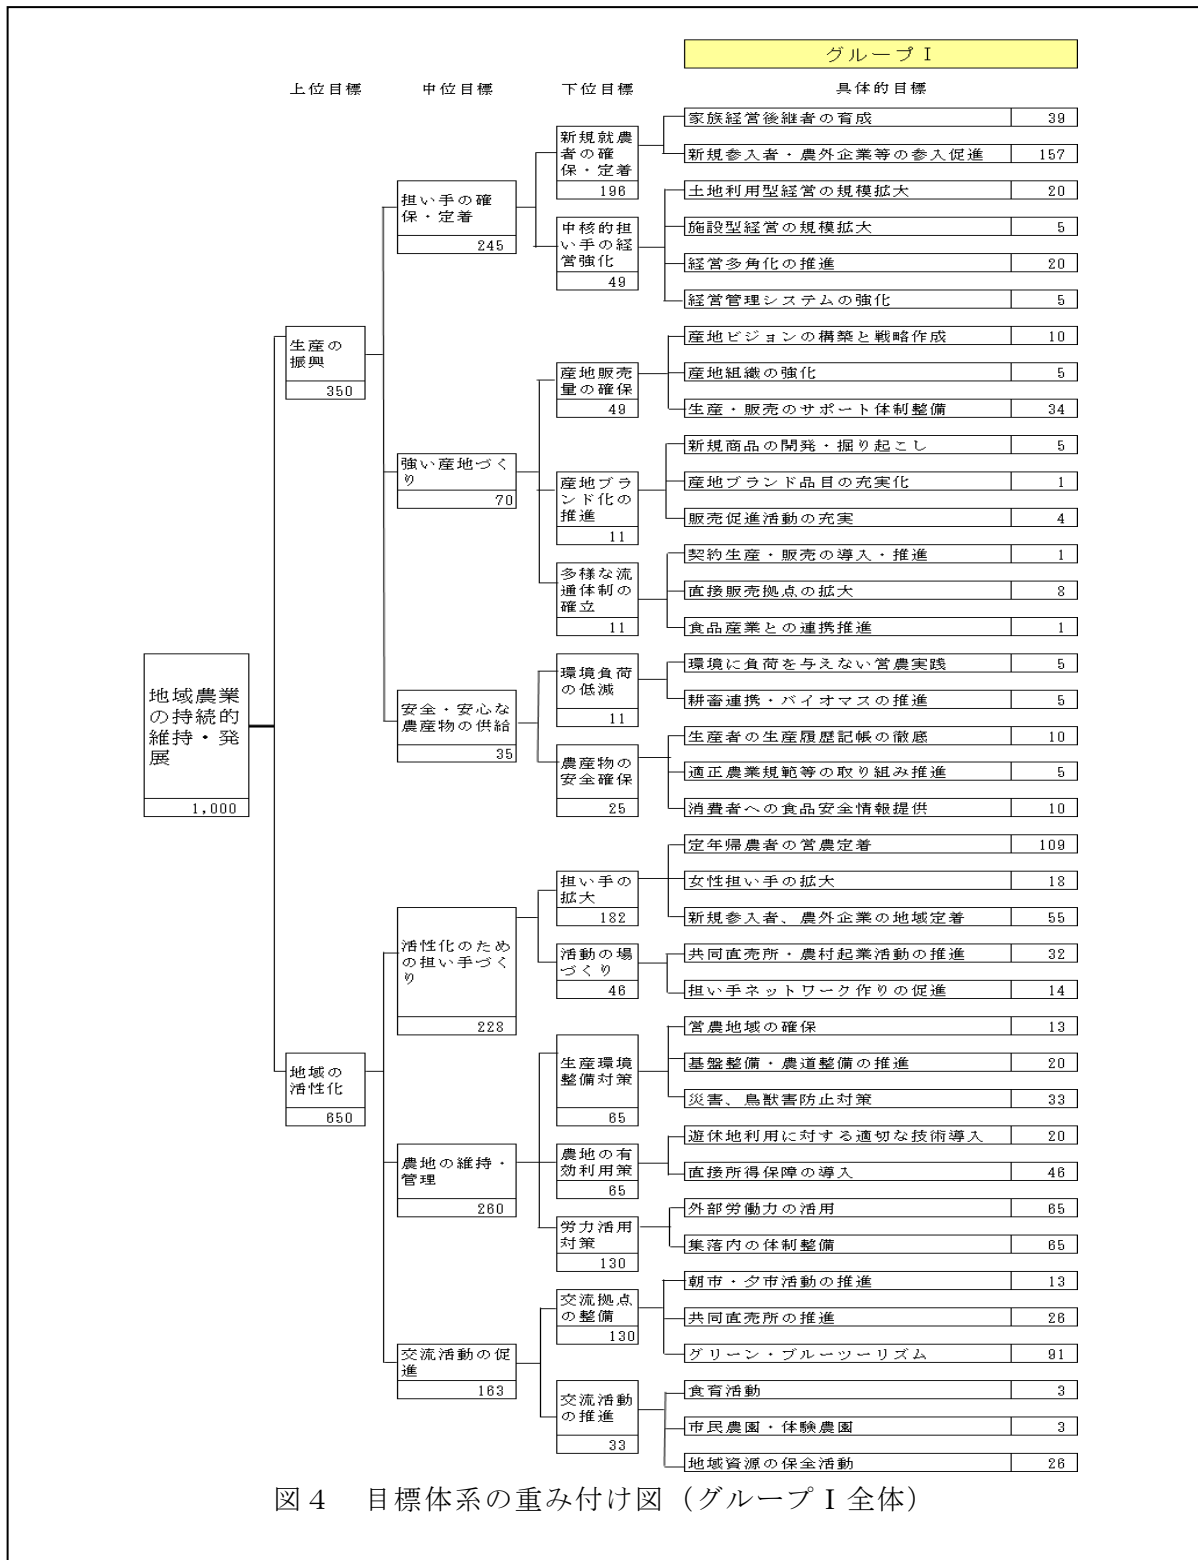 グループⅠ
上位目標
中位目標
下位目標
具体的目標
地域農業
の持続的
維持・発
展
1,000
生産の
振興
350
担い手の確
保・定着
245
新規就農
者の確
保・定着
196
家族経営後継者の育成
39
新規参入者・農外企業等の参入促進
157
中核的担
い手の経
営強化
49
土地利用型経営の規模拡大
20
施設型経営の規模拡大
5
経営多角化の推進
20
経営管理システムの強化
5
強い産地づく
り
70
産地販売
量の確保
49
産地ビジョンの構築と戦略作成
10
産地組織の強化
5
生産・販売のサポート体制整備
34
産地ブラ
ンド化の
推進
11
新規商品の開発・掘り起こし
5
産地ブランド品目の充実化
1
販売促進活動の充実
4
多様な流
通体制の
確立
11
契約生産・販売の導入・推進
1
直接販売拠点の拡大
8
食品産業との連携推進
1
安全・安心な
農産物の供給
35
環境負荷
の低減
11
環境に負荷を与えない営農実践
5
耕畜連携・バイオマスの推進
5
農産物の
安全確保
25
生産者の生産履歴記帳の徹底
10
適正農業規範等の取り組み推進
5
消費者への食品安全情報提供
10
地域の
活性化
650
活性化のため
の担い手づく
り
228
担い手の
拡大
182
定年帰農者の営農定着
109
女性担い手の拡大
18
新規参入者、農外企業の地域定着
55
活動の場
づくり
46
共同直売所・農村起業活動の推進
32
担い手ネットワーク作りの促進
14
農地の維持・
管理
260
生産環境
整備対策
65
営農地域の確保
13
基盤整備・農道整備の推進
20
災害、鳥獣害防止対策
33
農地の有
効利用策
65
遊休地利用に対する適切な技術導入
20
直接所得保障の導入
46
労力活用
対策
130
外部労働力の活用
65
集落内の体制整備
65
交流活動の促
進
163
交流拠点
の整備
130
朝市・夕市活動の推進
13
共同直売所の推進
26
グリーン・ブルーツーリズム
91
交流活動
の推進
33
食育活動
3
市民農園・体験農園
3
地域資源の保全活動
26
図４　目標体系の重み付け図（グループⅠ全体）